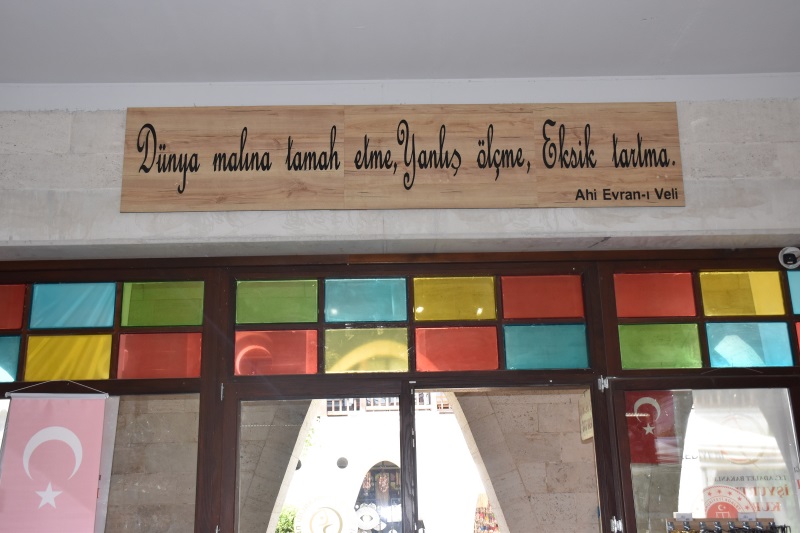 Dünya malına tamah etme, Yanlış ölçme, Eksik tartma.
Ahi Evran-ı Veli